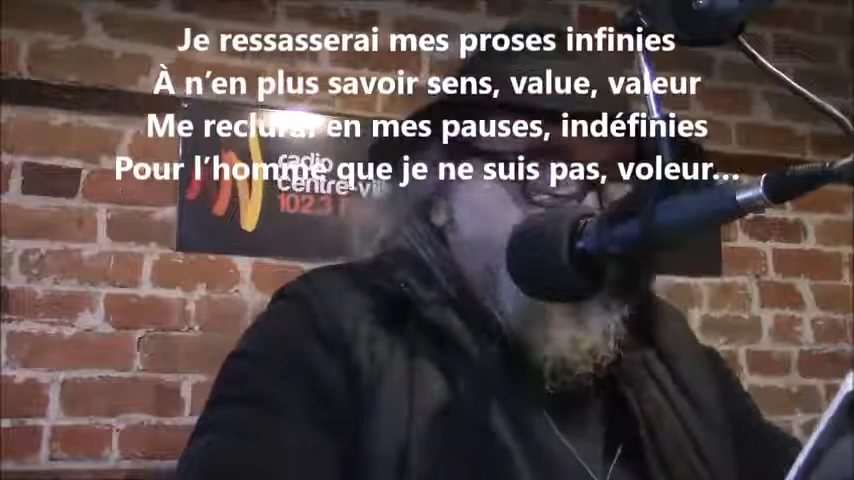 Je ressasserai mes proses infinies
À n'en plus savoir sens, value, valeur
Me reclurai en mes pauses, indéfinies
Pour l'homme que je ne suis pas, voleur...
radio
centre-ville
102.3